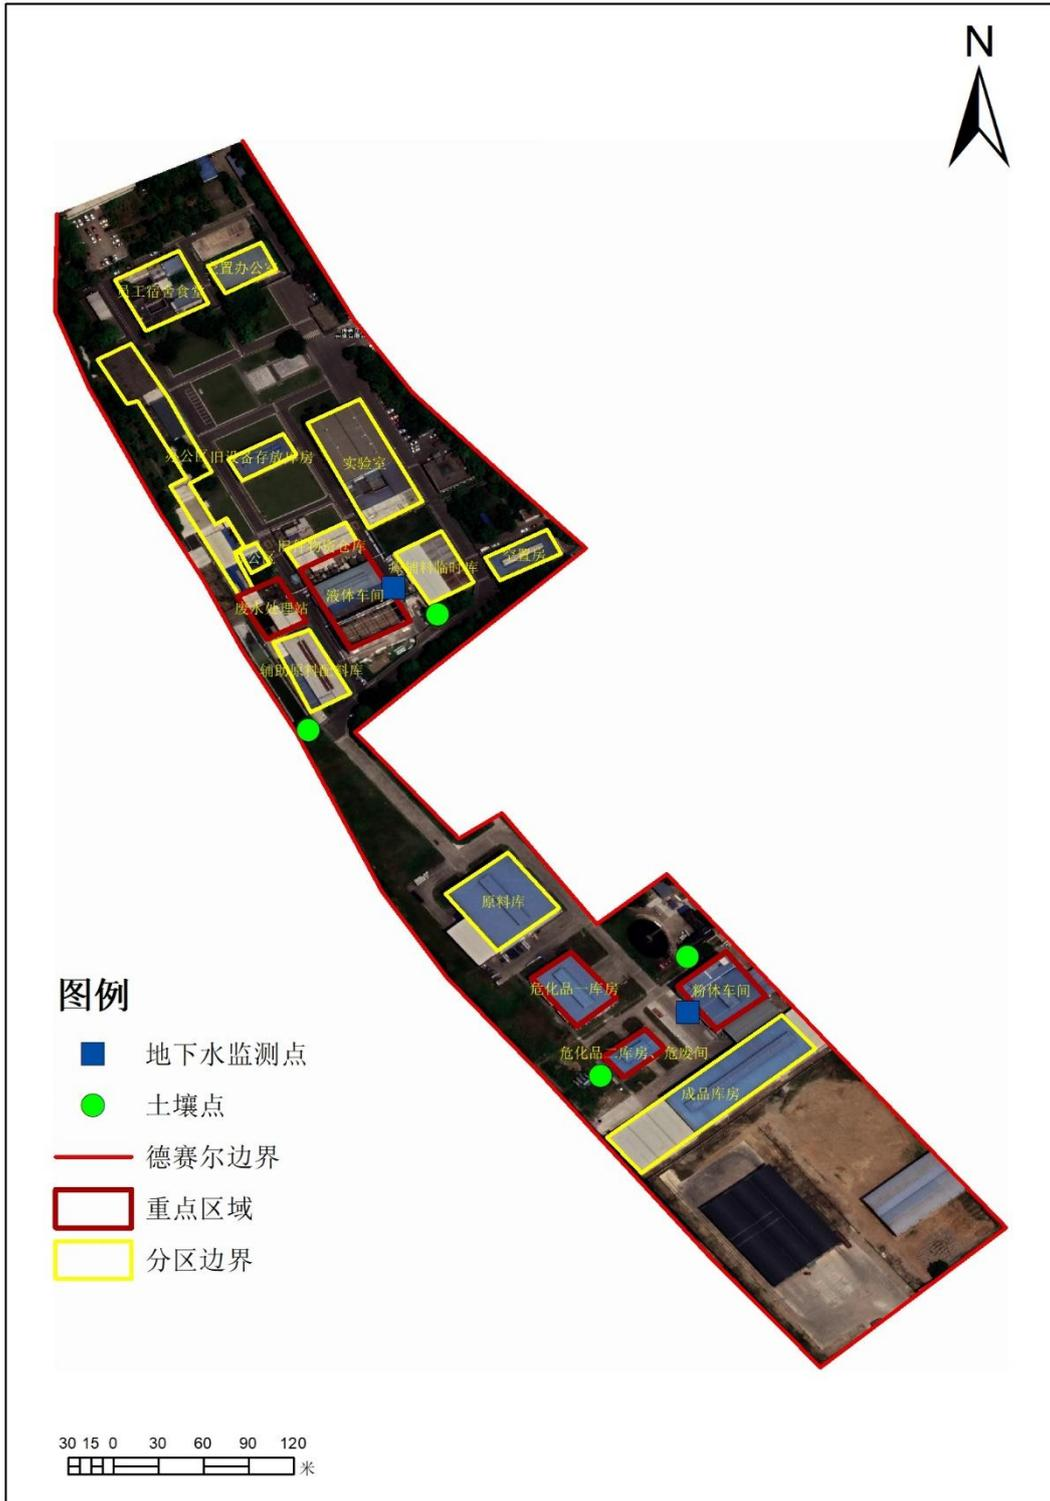 N
空置办公室
员工宿舍食堂
办公区旧设备存放库房
实验室
空置房
液体车间
废水处理站
辅助原料配料库
原料库
危化品一库房
粉体车间
危化品二库房、危废间
成品库房
图例
地下水监测点
土壤点
德赛尔边界
重点区域
分区边界
30 15 0 30 60 90 120
米